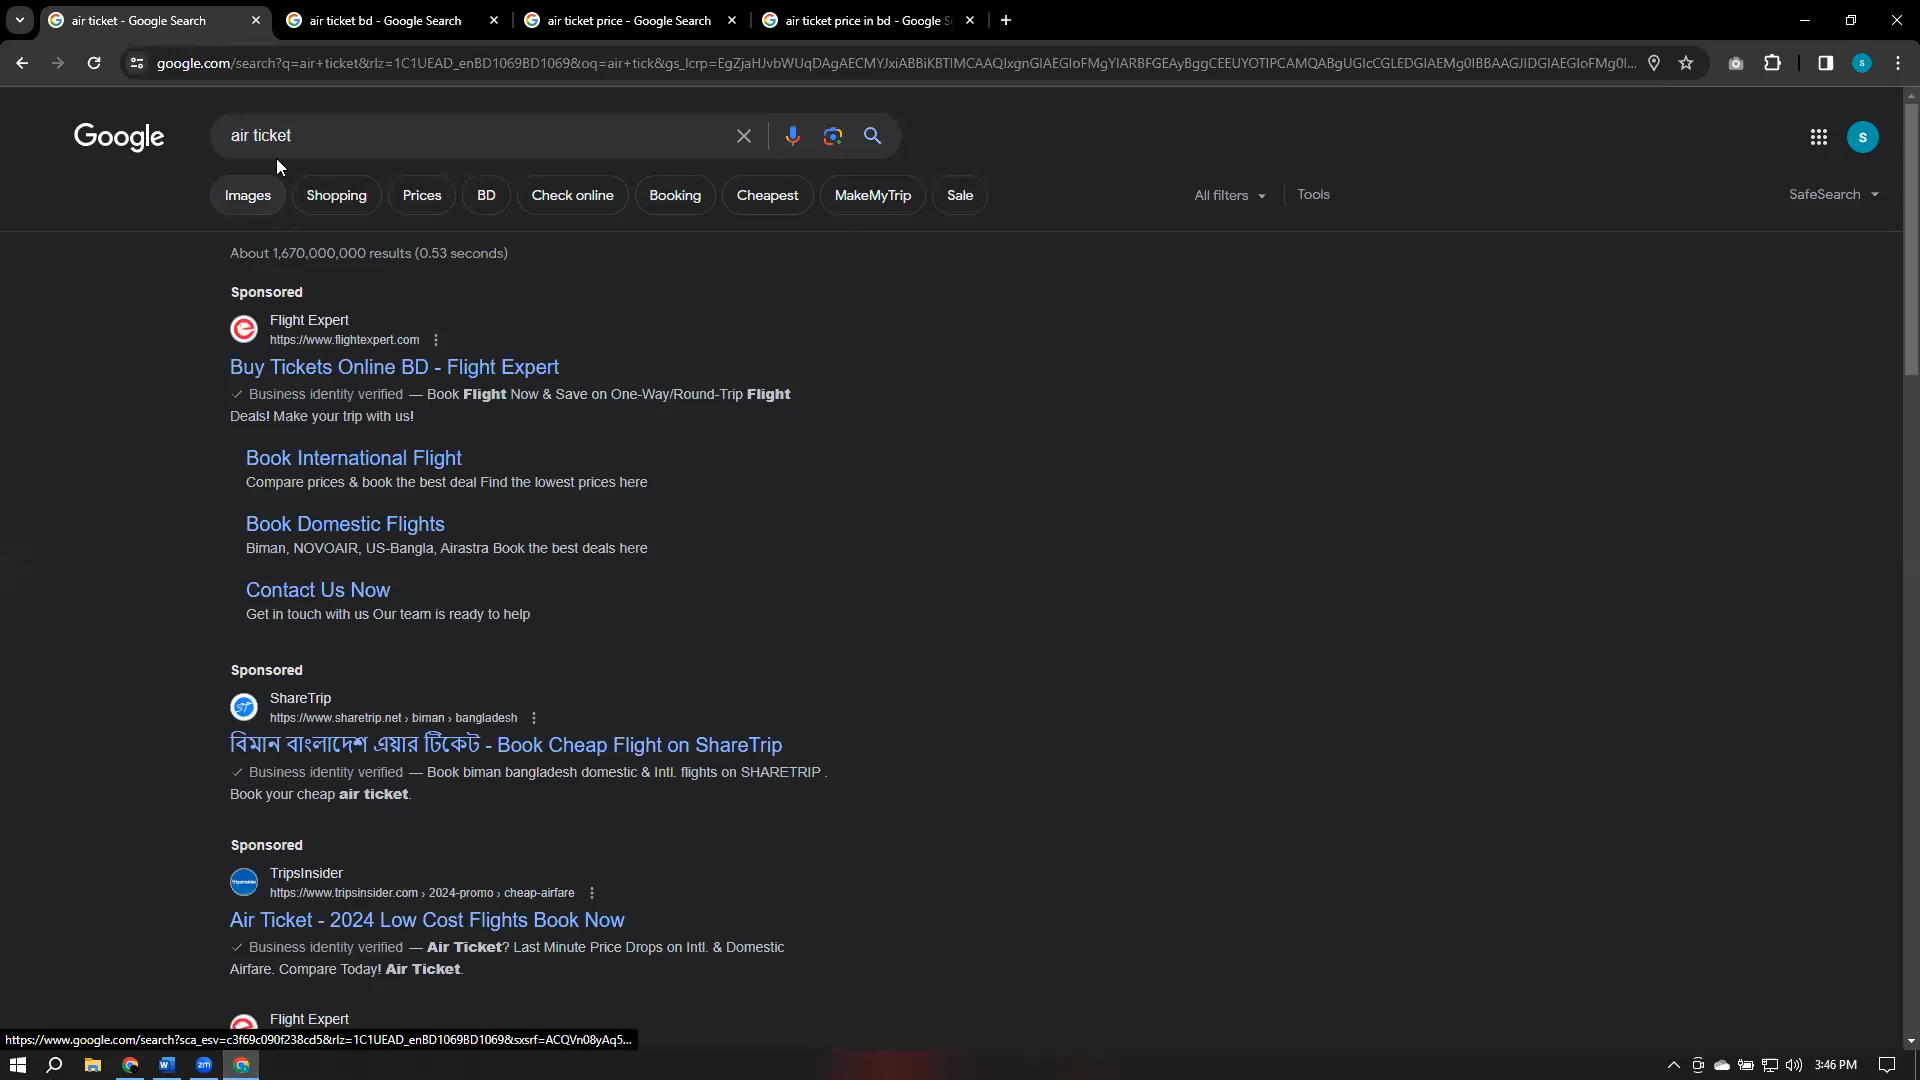 air ticket - Google Search
air ticket bd - Google Search
air ticket price - Google Search
air ticket price in bd - Google S
google.com/search?q=air+ticket&rlz=1C1UEAD_enBD1069BD1069&oq=air+tick&gs_lcrp=EgZjaHJvbWUqDAgAECMYJxiABBiKBTIMCAAQIxgnGIAEGIoFMgYIARBFGEAyBggCEEUYOTIPCAMQABgUGIcCGLEDGIAEMg0IBBAAGJIDGIAEGIoFMg0I...
S
Google
air ticket
S
Images
Shopping
Prices
BD
Check online
Booking
Cheapest
MakeMyTrip
Sale
All filters
Tools
SafeSearch
About 1,670,000,000 results (0.53 seconds)
Sponsored
Flight Expert
https://www.flightexpert.com
Buy Tickets Online BD - Flight Expert
Business identity verified — Book Flight Now & Save on One-Way/Round-Trip Flight
Deals! Make your trip with us!
Book International Flight
Compare prices & book the best deal Find the lowest prices here
Book Domestic Flights
Biman, NOVOAIR, US-Bangla, Airastra Book the best deals here
Contact Us Now
Get in touch with us Our team is ready to help
Sponsored
ShareTrip
https://www.sharetrip.net › biman › bangladesh
বিমান বাংলাদেশ এয়ার টিকেট - Book Cheap Flight on ShareTrip
Business identity verified — Book biman bangladesh domestic & Intl. flights on SHARETRIP .
Book your cheap air ticket.
Sponsored
TripsInsider
https://www.tripsinsider.com › 2024-promo › cheap-airfare
Air Ticket - 2024 Low Cost Flights Book Now
Business identity verified — Air Ticket? Last Minute Price Drops on Intl. & Domestic
Airfare. Compare Today! Air Ticket.
Flight Expert
https://www.google.com/search?sca_esv=c3f69c090f238cd5&rlz=1C1UEAD_enBD1069BD1069&sxsrf=ACQVn08yAq5...
W
zm
3:46 PM